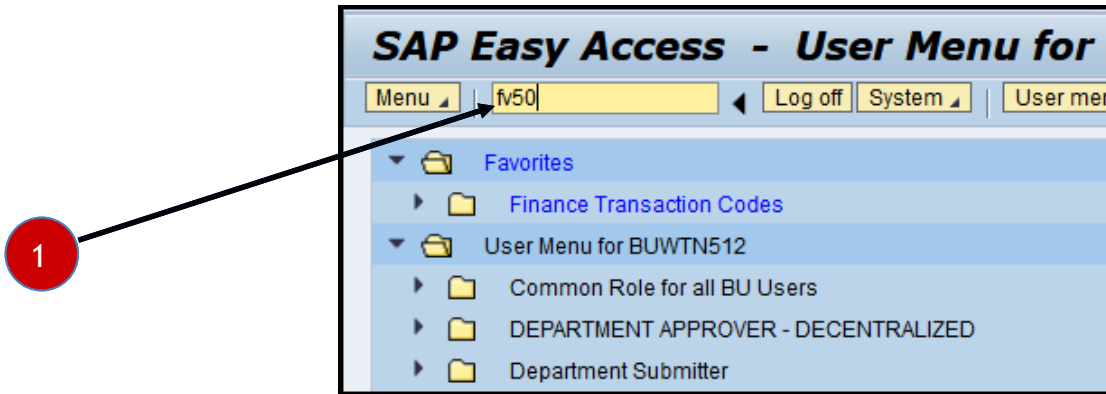 SAP Easy Access - User Menu for
Menu fv50 Log off System User men
Favorites
Finance Transaction Codes
1
User Menu for BUWTN512
Common Role for all BU Users
DEPARTMENT APPROVER - DECENTRALIZED
Department Submitter